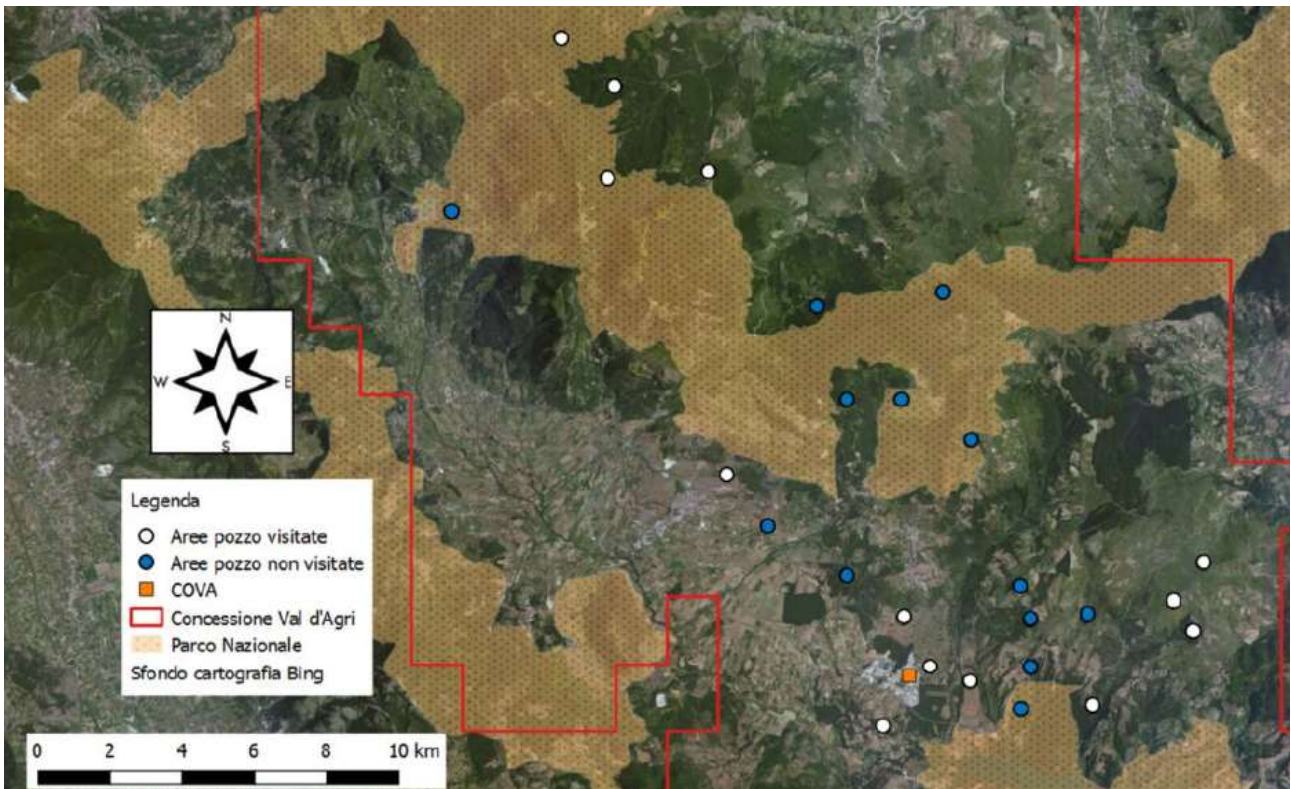 N
W E
S
Legenda
Aree pozzo visitate
Aree pozzo non visitate
COVA
Concessione Val d'Agri
Parco Nazionale
Sfondo cartografia Bing
0 2 4 6 8 10 km